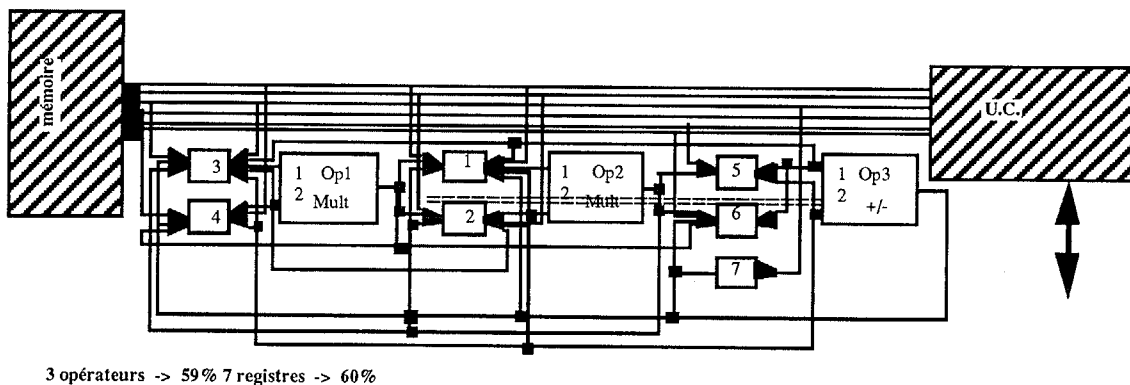 mémoire
U.C.
3
1 Op1
2 Mult
4
1
1 Op2
2 Mult
2
5
1 Op3
2 +/-
6
7
3 opérateurs -> 59% 7 registres -> 60%